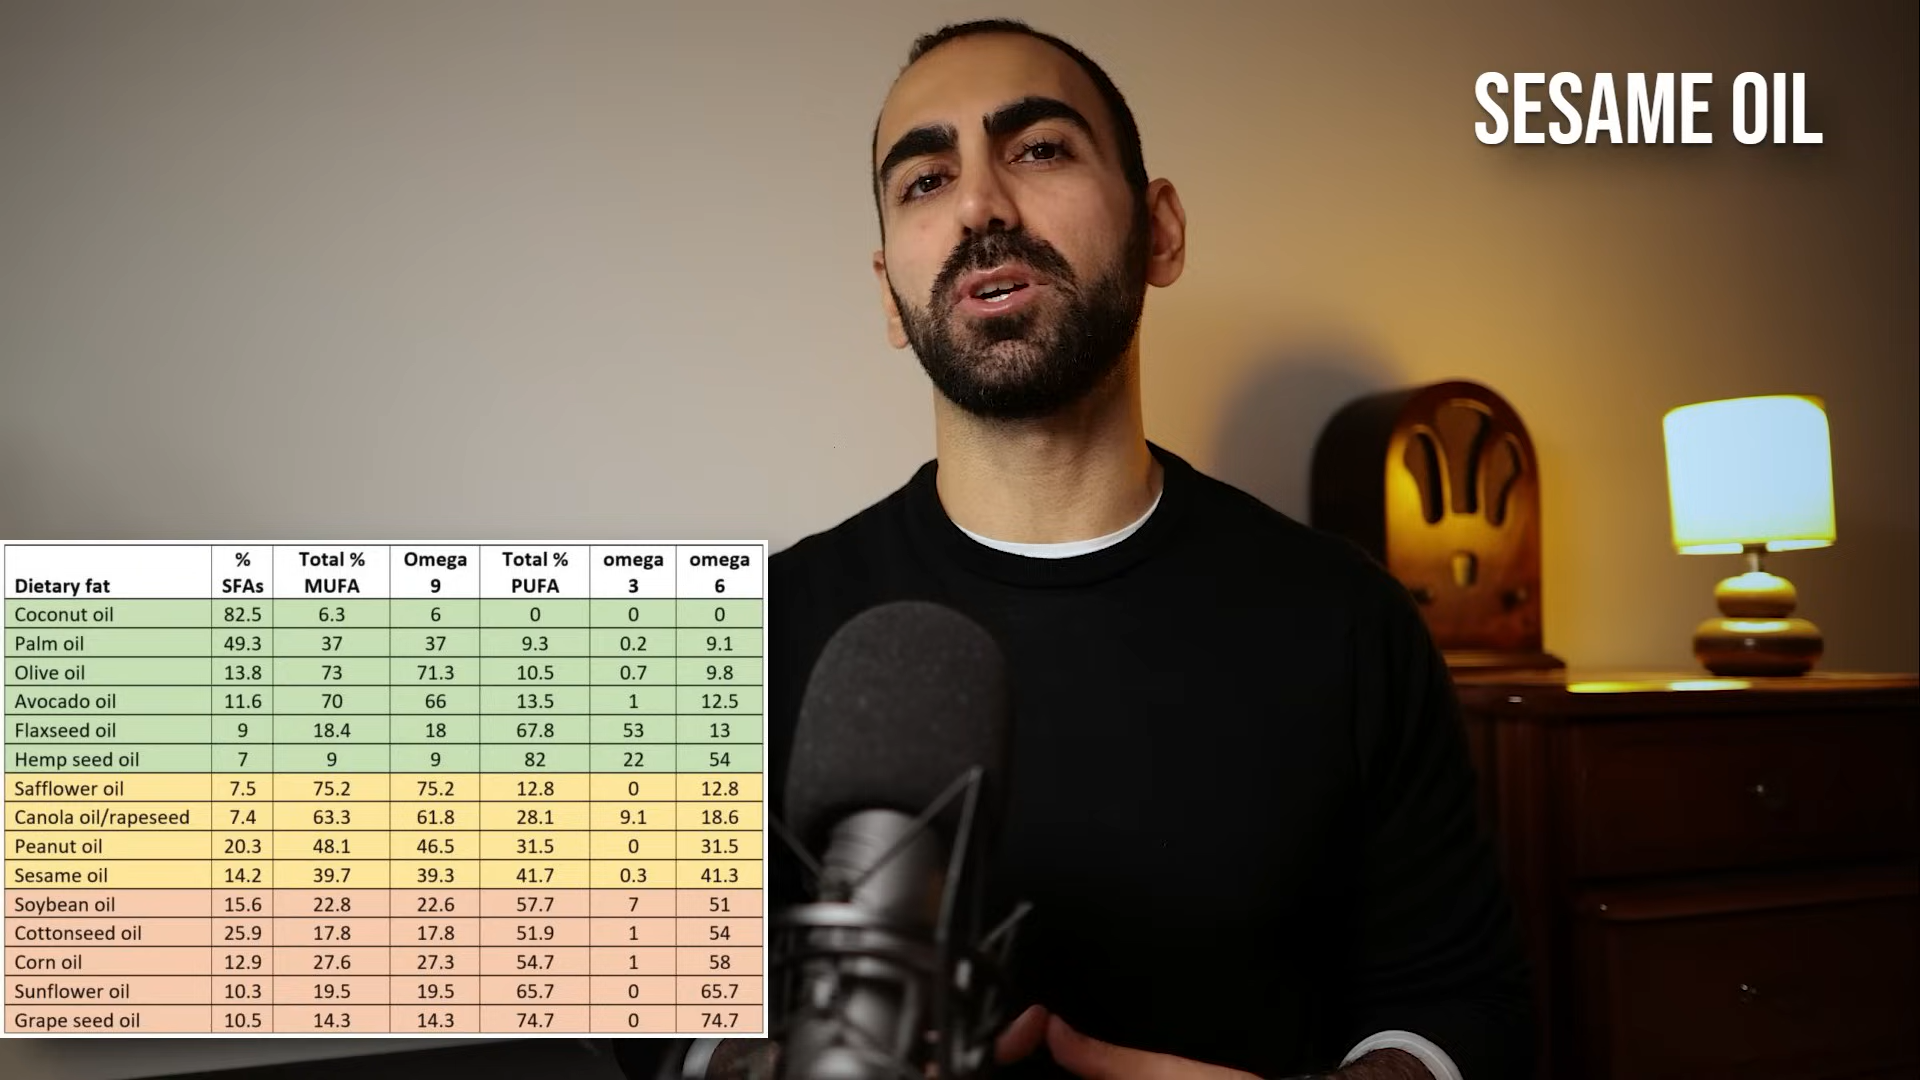 SESAME OIL
Dietary fat % SFAs Total % MUFA Omega 9 Total % PUFA omega 3 omega 6
Coconut oil 82.5 6.3 6 0 0 0
Palm oil 49.3 37 37 9.3 0.2 9.1
Olive oil 13.8 73 71.3 10.5 0.7 9.8
Avocado oil 11.6 70 66 13.5 1 12.5
Flaxseed oil 9 18.4 18 67.8 53 13
Hemp seed oil 7 9 9 82 22 54
Safflower oil 7.5 75.2 75.2 12.8 0 12.8
Canola oil/rapeseed 7.4 63.3 61.8 28.1 9.1 18.6
Peanut oil 20.3 48.1 46.5 31.5 0 31.5
Sesame oil 14.2 39.7 39.3 41.7 0.3 41.3
Soybean oil 15.6 22.8 22.6 57.7 7 51
Cottonseed oil 25.9 17.8 17.8 51.9 1 54
Corn oil 12.9 27.6 27.3 54.7 1 58
Sunflower oil 10.3 19.5 19.5 65.7 0 65.7
Grape seed oil 10.5 14.3 14.3 74.7 0 74.7